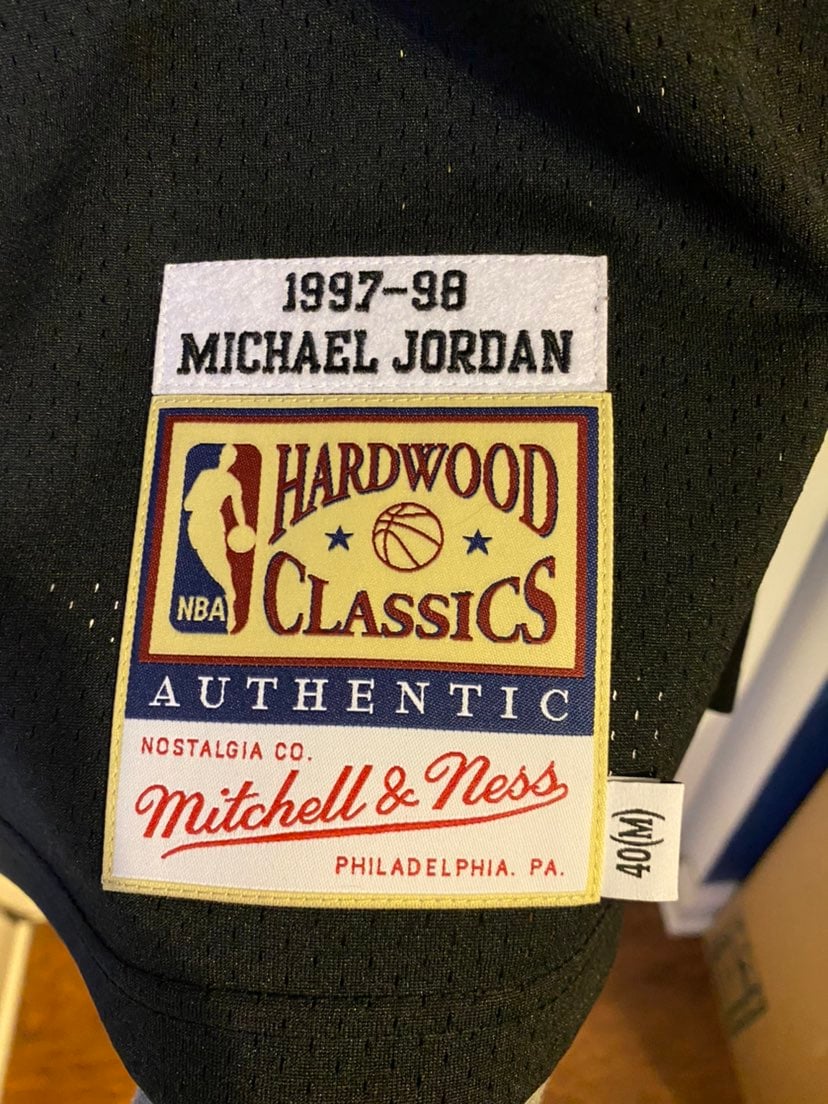 1997-98
MICHAEL JORDAN
HARDWOOD
CLASSICS
NBA
AUTHENTIC
NOSTALGIA CO.
Mitchell & Ness
PHILADELPHIA. PA.
40(M)